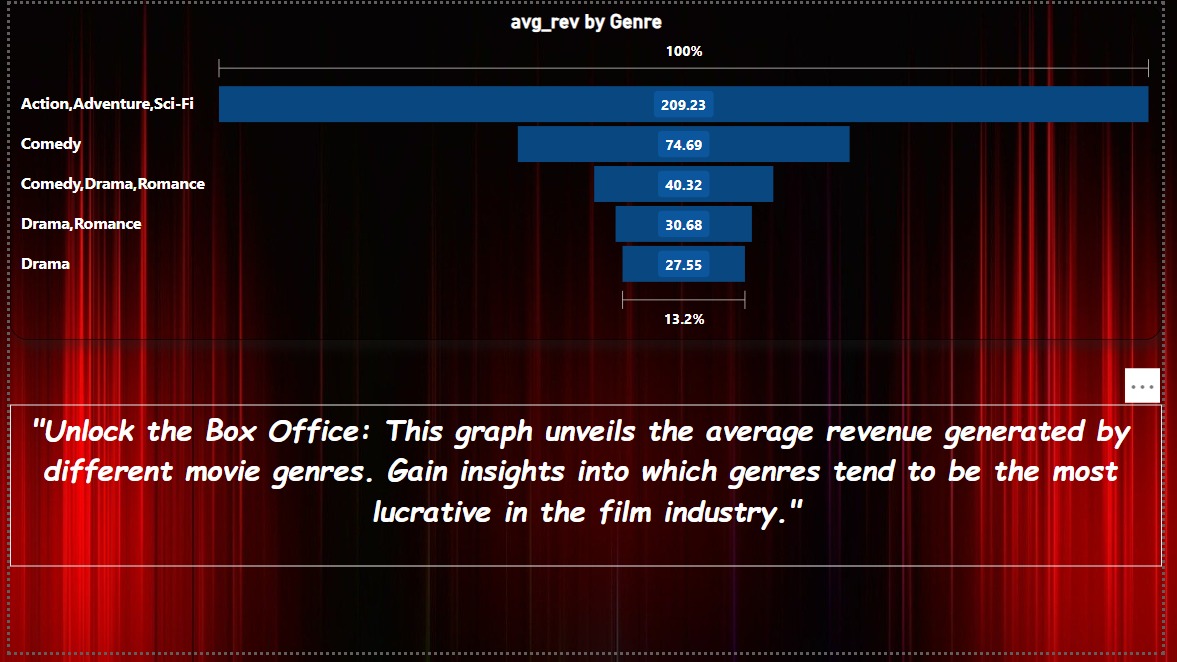 avg_rev by Genre
100%
Action,Adventure,Sci-Fi 209.23
Comedy 74.69
Comedy,Drama,Romance 40.32
Drama,Romance 30.68
Drama 27.55
13.2%
"Unlock the Box Office: This graph unveils the average revenue generated by
different movie genres. Gain insights into which genres tend to be the most
lucrative in the film industry."